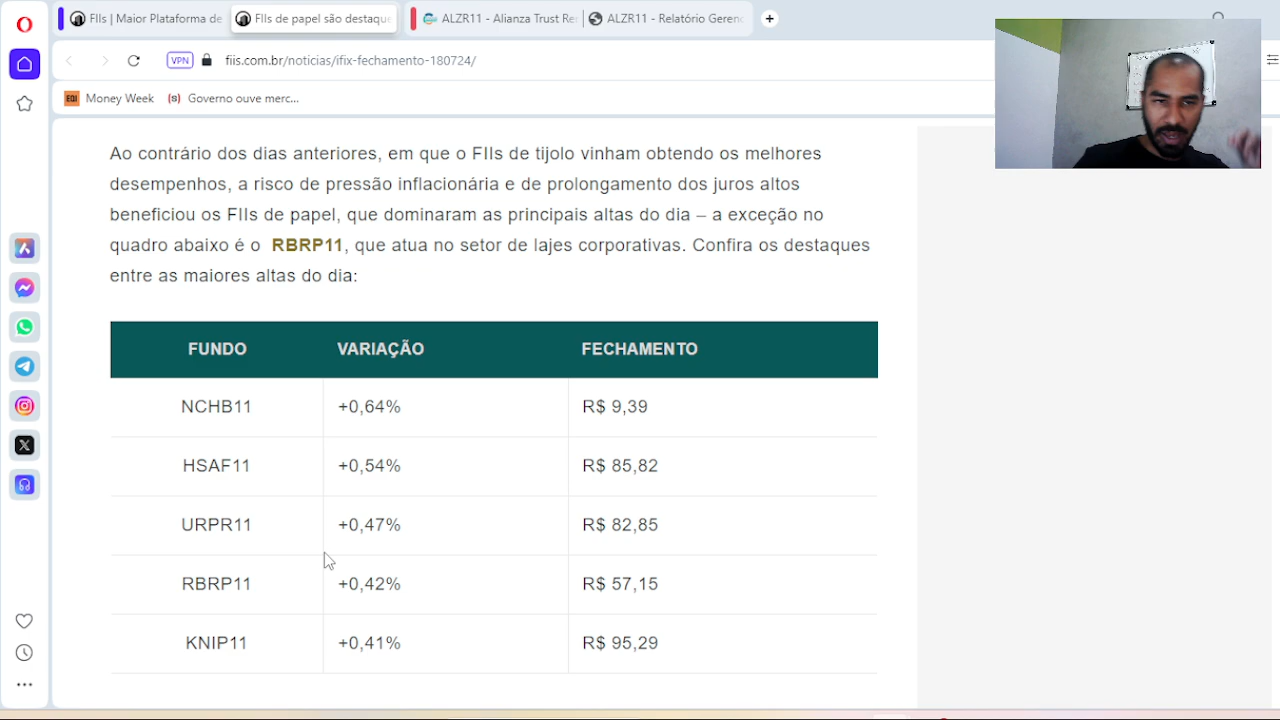 FIIs | Maior Plataforma de
FIIs de papel são destaque
ALZR11 - Alianza Trust Re
ALZR11 - Relatório Gerenc
VPN
fiis.com.br/noticias/ifix-fechamento-180724/
EQI Money Week
(s) Governo ouve merc...
Ao contrário dos dias anteriores, em que o FIIs de tijolo vinham obtendo os melhores
desempenhos, a risco de pressão inflacionária e de prolongamento dos juros altos
beneficiou os FIIs de papel, que dominaram as principais altas do dia – a exceção no
quadro abaixo é o RBRP11, que atua no setor de lajes corporativas. Confira os destaques
entre as maiores altas do dia:
FUNDO VARIAÇÃO FECHAMENTO
NCHB11 +0,64% R$ 9,39
HSAF11 +0,54% R$ 85,82
URPR11 +0,47% R$ 82,85
RBRP11 +0,42% R$ 57,15
KNIP11 +0,41% R$ 95,29